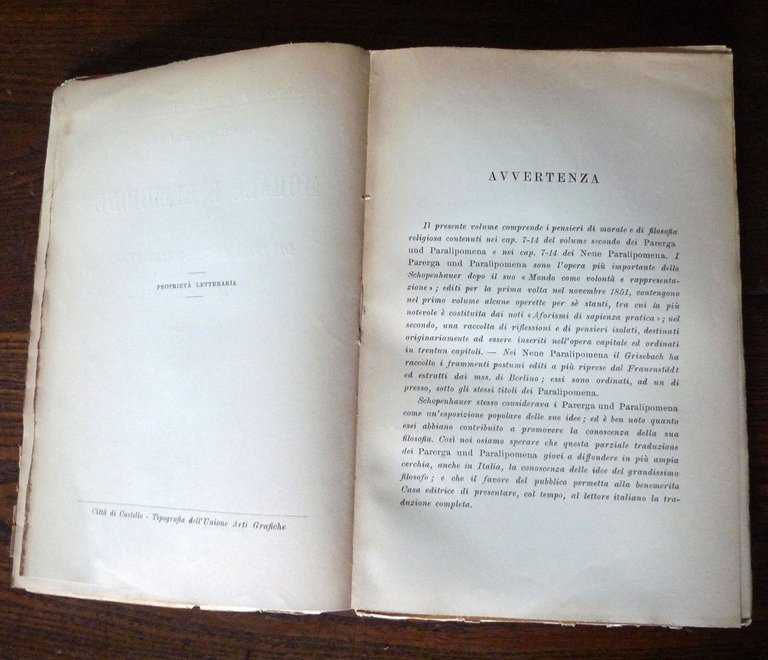 PROPRIETÀ LETTERARIA
Città di Castello - Tipografia dell'Unione Arti Grafiche
AVVERTENZA
Il presente volume comprende i pensieri di morale e di filosofia
religiosa contenuti nei cap. 7-14 del volume secondo dei Parerga
und Paralipomena e nei cap. 7-14 dei Neue Paralipomena. I
Parerga und Paralipomena sono l'opera più importante dello
Schopenhauer dopo il suo « Mondo come volontà e rappresenta-
zione » ; editi per la prima volta nel novembre 1851, contengono
nel primo volume alcune operette per sè stanti, tra cui la più
notevole è costituita dai noti « Aforismi di sapienza pratica » ; nel
secondo, una raccolta di riflessioni e di pensieri isolati, destinati
originariamente ad essere inseriti nell'opera capitale ed ordinati
in trentun capitoli. — Nei Neue Paralipomena il Grisebach ha
raccolto i frammenti postumi editi a più riprese dal Frauenstädt
ed estratti dai mss. di Berlino ; essi sono ordinati, ad un di
presso, sotto gli stessi titoli dei Paralipomena.
Schopenhauer stesso considerava i Parerga und Paralipomena
come un'esposizione popolare delle sue idee ; ed è ben noto quanto
essi abbiano contribuito a promuovere la conoscenza della sua
filosofia. Così noi osiamo sperare che questa parziale traduzione
dei Parerga und Paralipomena giovi a diffondere in più ampia
cerchia, anche in Italia, la conoscenza delle idee del grandissimo
filosofo ; e che il favore del pubblico permetta alla benemerita
Casa editrice di presentare, col tempo, al lettore italiano la tra-
duzione completa.